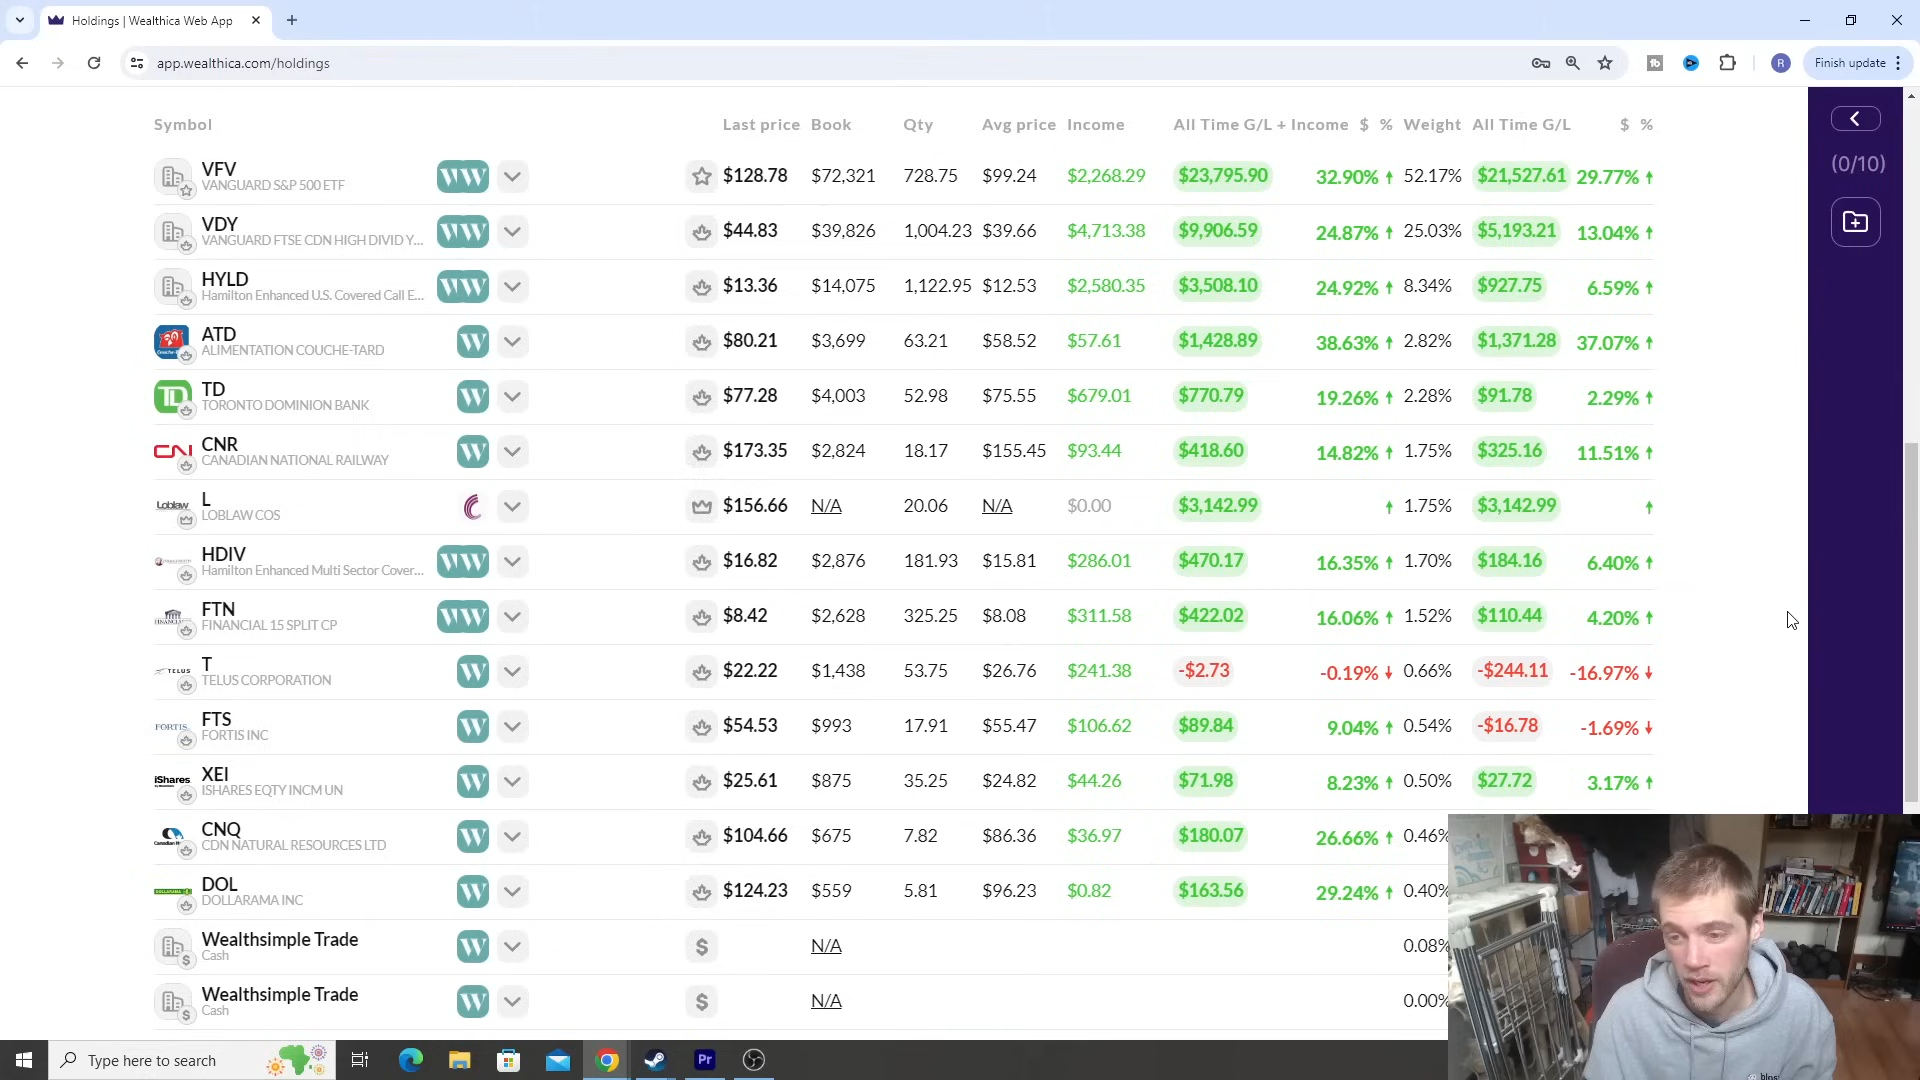 Holdings | Wealthica Web App
app.wealthica.com/holdings
Finish update
R
Symbol Last price Book Qty Avg price Income All Time G/L + Income $ % Weight All Time G/L $ %
(0/10)
VFV $128.78 $72,321 728.75 $99.24 $2,268.29 $23,795.90 32.90% 52.17% $21,527.61 29.77%
VANGUARD S&P 500 ETF
VDY $44.83 $39,826 1,004.23 $39.66 $4,713.38 $9,906.59 24.87% 25.03% $5,193.21 13.04%
VANGUARD FTSE CDN HIGH DIVID Y...
HYLD $13.36 $14,075 1,122.95 $12.53 $2,580.35 $3,508.10 24.92% 8.34% $927.75 6.59%
Hamilton Enhanced U.S. Covered Call E...
ATD $80.21 $3,699 63.21 $58.52 $57.61 $1,428.89 38.63% 2.82% $1,371.28 37.07%
ALIMENTATION COUCHE-TARD
TD $77.28 $4,003 52.98 $75.55 $679.01 $770.79 19.26% 2.28% $91.78 2.29%
TORONTO DOMINION BANK
CNR $173.35 $2,824 18.17 $155.45 $93.44 $418.60 14.82% 1.75% $325.16 11.51%
CANADIAN NATIONAL RAILWAY
L $156.66 N/A 20.06 N/A $0.00 $3,142.99 1.75% $3,142.99
LOBLAW COS
HDIV $16.82 $2,876 181.93 $15.81 $286.01 $470.17 16.35% 1.70% $184.16 6.40%
Hamilton Enhanced Multi Sector Cover...
FTN $8.42 $2,628 325.25 $8.08 $311.58 $422.02 16.06% 1.52% $110.44 4.20%
FINANCIAL 15 SPLIT CP
T $22.22 $1,438 53.75 $26.76 $241.38 -$2.73 -0.19% 0.66% -$244.11 -16.97%
TELUS CORPORATION
FTS $54.53 $993 17.91 $55.47 $106.62 $89.84 9.04% 0.54% -$16.78 -1.69%
FORTIS INC
XEI $25.61 $875 35.25 $24.82 $44.26 $71.98 8.23% 0.50% $27.72 3.17%
ISHARES EQTY INCM UN
CNQ $104.66 $675 7.82 $86.36 $36.97 $180.07 26.66% 0.46%
CDN NATURAL RESOURCES LTD
DOL $124.23 $559 5.81 $96.23 $0.82 $163.56 29.24% 0.40%
DOLLARAMA INC
Wealthsimple Trade $ N/A 0.08%
Cash
Wealthsimple Trade $ N/A 0.00%
Cash
Type here to search
Pr